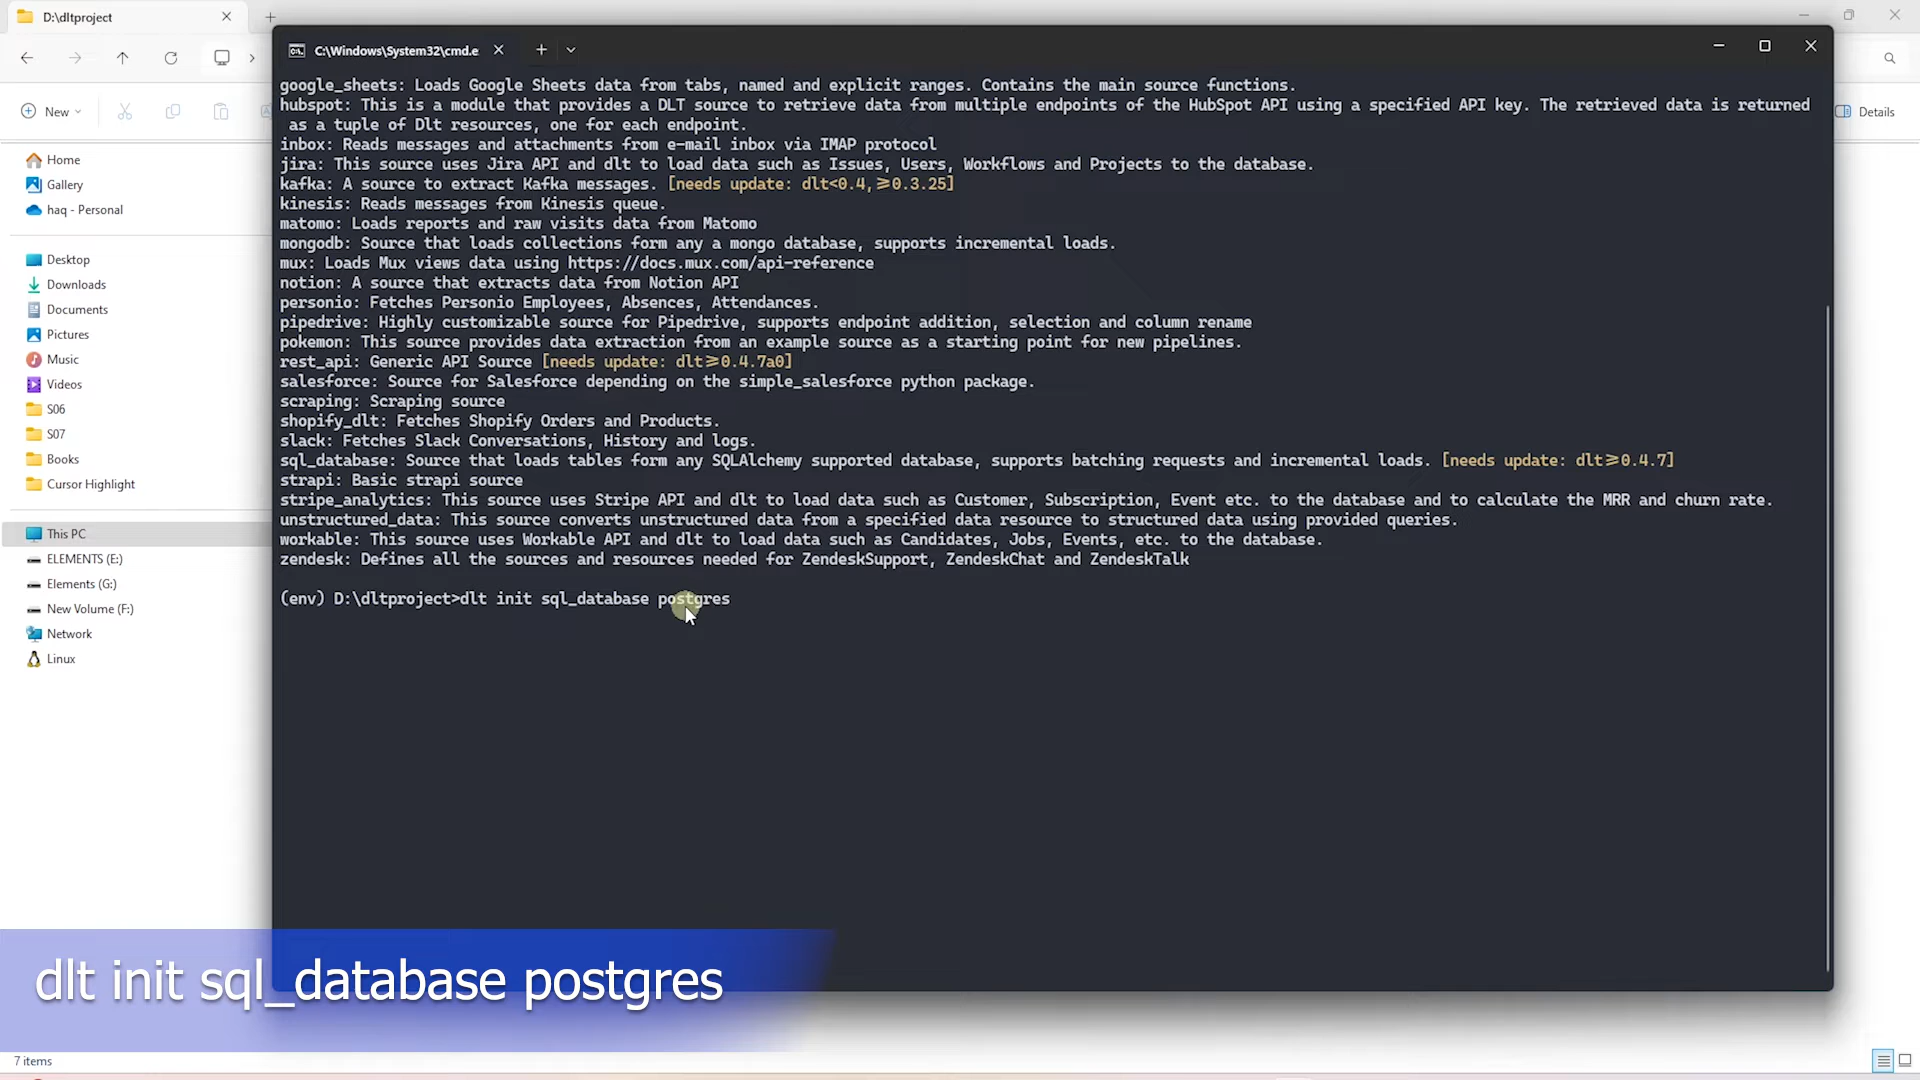 D:\dltproject
C:\Windows\System32\cmd.e
New
Details
Home
Gallery
haq - Personal
Desktop
Downloads
Documents
Pictures
Music
Videos
S06
S07
Books
Cursor Highlight
This PC
ELEMENTS (E:)
Elements (G:)
New Volume (F:)
Network
Linux
google_sheets: Loads Google Sheets data from tabs, named and explicit ranges. Contains the main source functions.
hubspot: This is a module that provides a DLT source to retrieve data from multiple endpoints of the HubSpot API using a specified API key. The retrieved data is returned
as a tuple of Dlt resources, one for each endpoint.
inbox: Reads messages and attachments from e-mail inbox via IMAP protocol
jira: This source uses Jira API and dlt to load data such as Issues, Users, Workflows and Projects to the database.
kafka: A source to extract Kafka messages. [needs update: dlt<0.4,>=0.3.25]
kinesis: Reads messages from Kinesis queue.
matomo: Loads reports and raw visits data from Matomo
mongodb: Source that loads collections form any a mongo database, supports incremental loads.
mux: Loads Mux views data using https://docs.mux.com/api-reference
notion: A source that extracts data from Notion API
personio: Fetches Personio Employees, Absences, Attendances.
pipedrive: Highly customizable source for Pipedrive, supports endpoint addition, selection and column rename
pokemon: This source provides data extraction from an example source as a starting point for new pipelines.
rest_api: Generic API Source [needs update: dlt>=0.4.7a0]
salesforce: Source for Salesforce depending on the simple_salesforce python package.
scraping: Scraping source
shopify_dlt: Fetches Shopify Orders and Products.
slack: Fetches Slack Conversations, History and logs.
sql_database: Source that loads tables form any SQLAlchemy supported database, supports batching requests and incremental loads. [needs update: dlt>=0.4.7]
strapi: Basic strapi source
stripe_analytics: This source uses Stripe API and dlt to load data such as Customer, Subscription, Event etc. to the database and to calculate the MRR and churn rate.
unstructured_data: This source converts unstructured data from a specified data resource to structured data using provided queries.
workable: This source uses Workable API and dlt to load data such as Candidates, Jobs, Events, etc. to the database.
zendesk: Defines all the sources and resources needed for ZendeskSupport, ZendeskChat and ZendeskTalk
(env) D:\dltproject>dlt init sql_database postgres
dlt init sql_database postgres
7 items